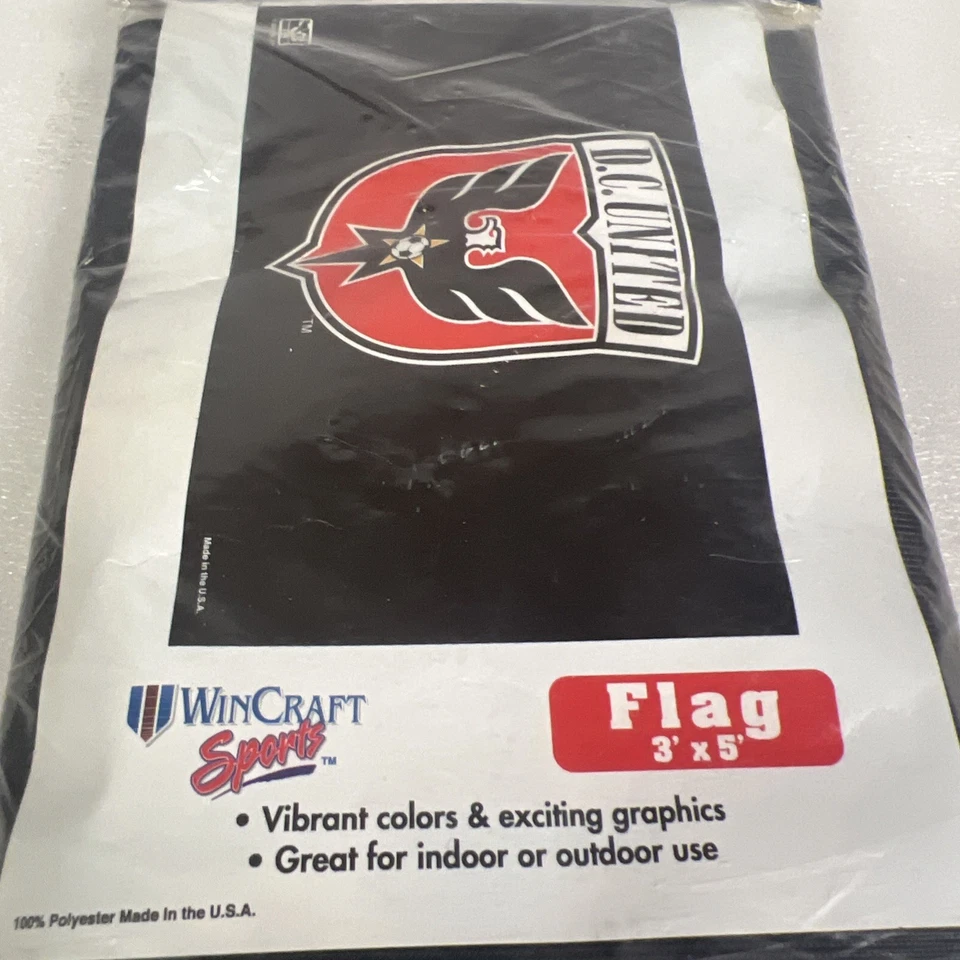 D.C. UNITED
TM
Made in the U.S.A.
WINCRAFT
Sports TM
Flag
3' x 5'
• Vibrant colors & exciting graphics
• Great for indoor or outdoor use
100% Polyester Made In the U.S.A.